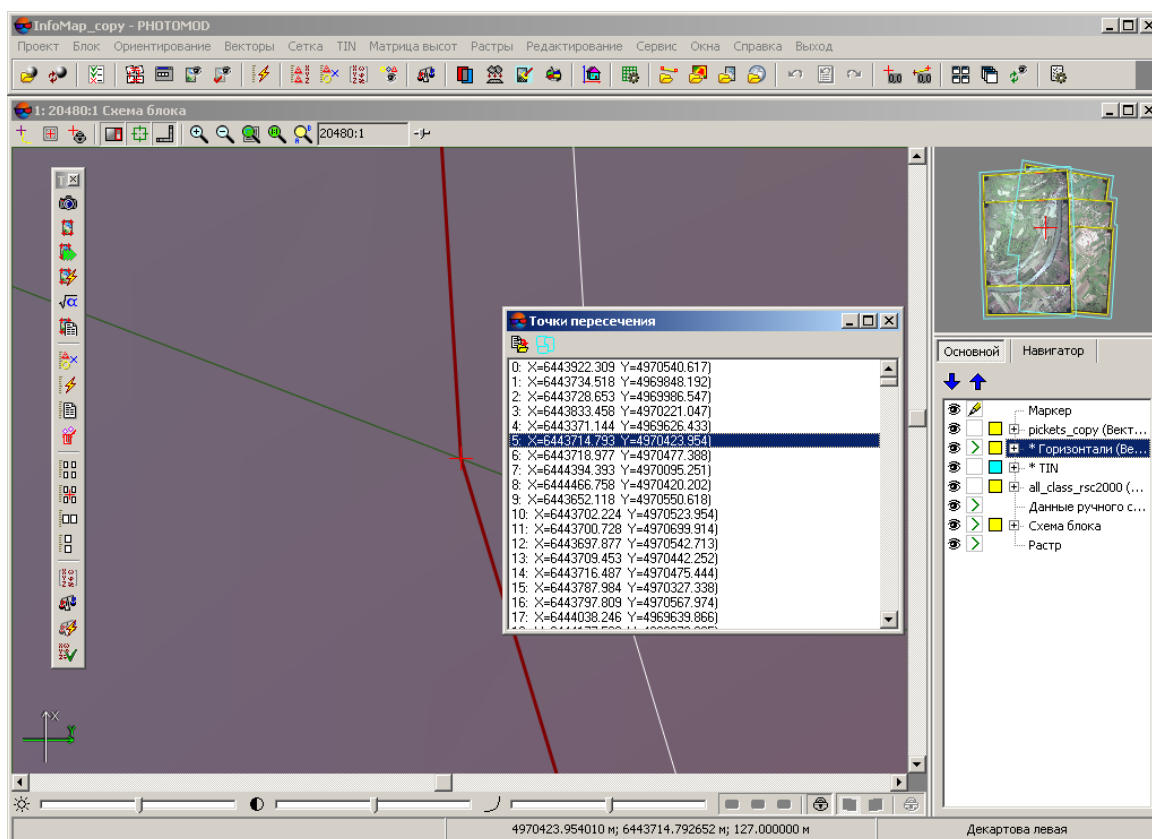 InfoMap_copy - PHOTOMOD
Проект Блок Ориентирование Векторы Сетка TIN Матрица высот Растры Редактирование Сервис Окна Справка Выход
1: 20480:1 Схема блока
20480:1
Точки пересечения
0: X=6443922.309 Y=4970540.617)
1: X=6443734.518 Y=4969848.192)
2: X=6443728.653 Y=4969986.547)
3: X=6443833.458 Y=4970221.047)
4: X=6443371.144 Y=4969626.433)
5: X=6443714.793 Y=4970423.954)
6: X=6443718.977 Y=4970477.388)
7: X=6444394.393 Y=4970095.251)
8: X=6444466.758 Y=4970420.202)
9: X=6443652.118 Y=4970550.618)
10: X=6443702.224 Y=4970523.954)
11: X=6443700.728 Y=4970699.914)
12: X=6443697.877 Y=4970542.713)
13: X=6443709.453 Y=4970442.252)
14: X=6443716.487 Y=4970475.444)
15: X=6443787.984 Y=4970327.338)
16: X=6443797.809 Y=4970567.974)
17: X=6444038.246 Y=4969639.866)
Основной Навигатор
Маркер
pickets_copy (Вект...
* Горизонтали (Ве...
* TIN
all_class_rsc2000 (...
Данные ручного с...
Схема блока
Растр
X
Y
4970423.954010 м; 6443714.792652 м; 127.000000 м
Декартова левая